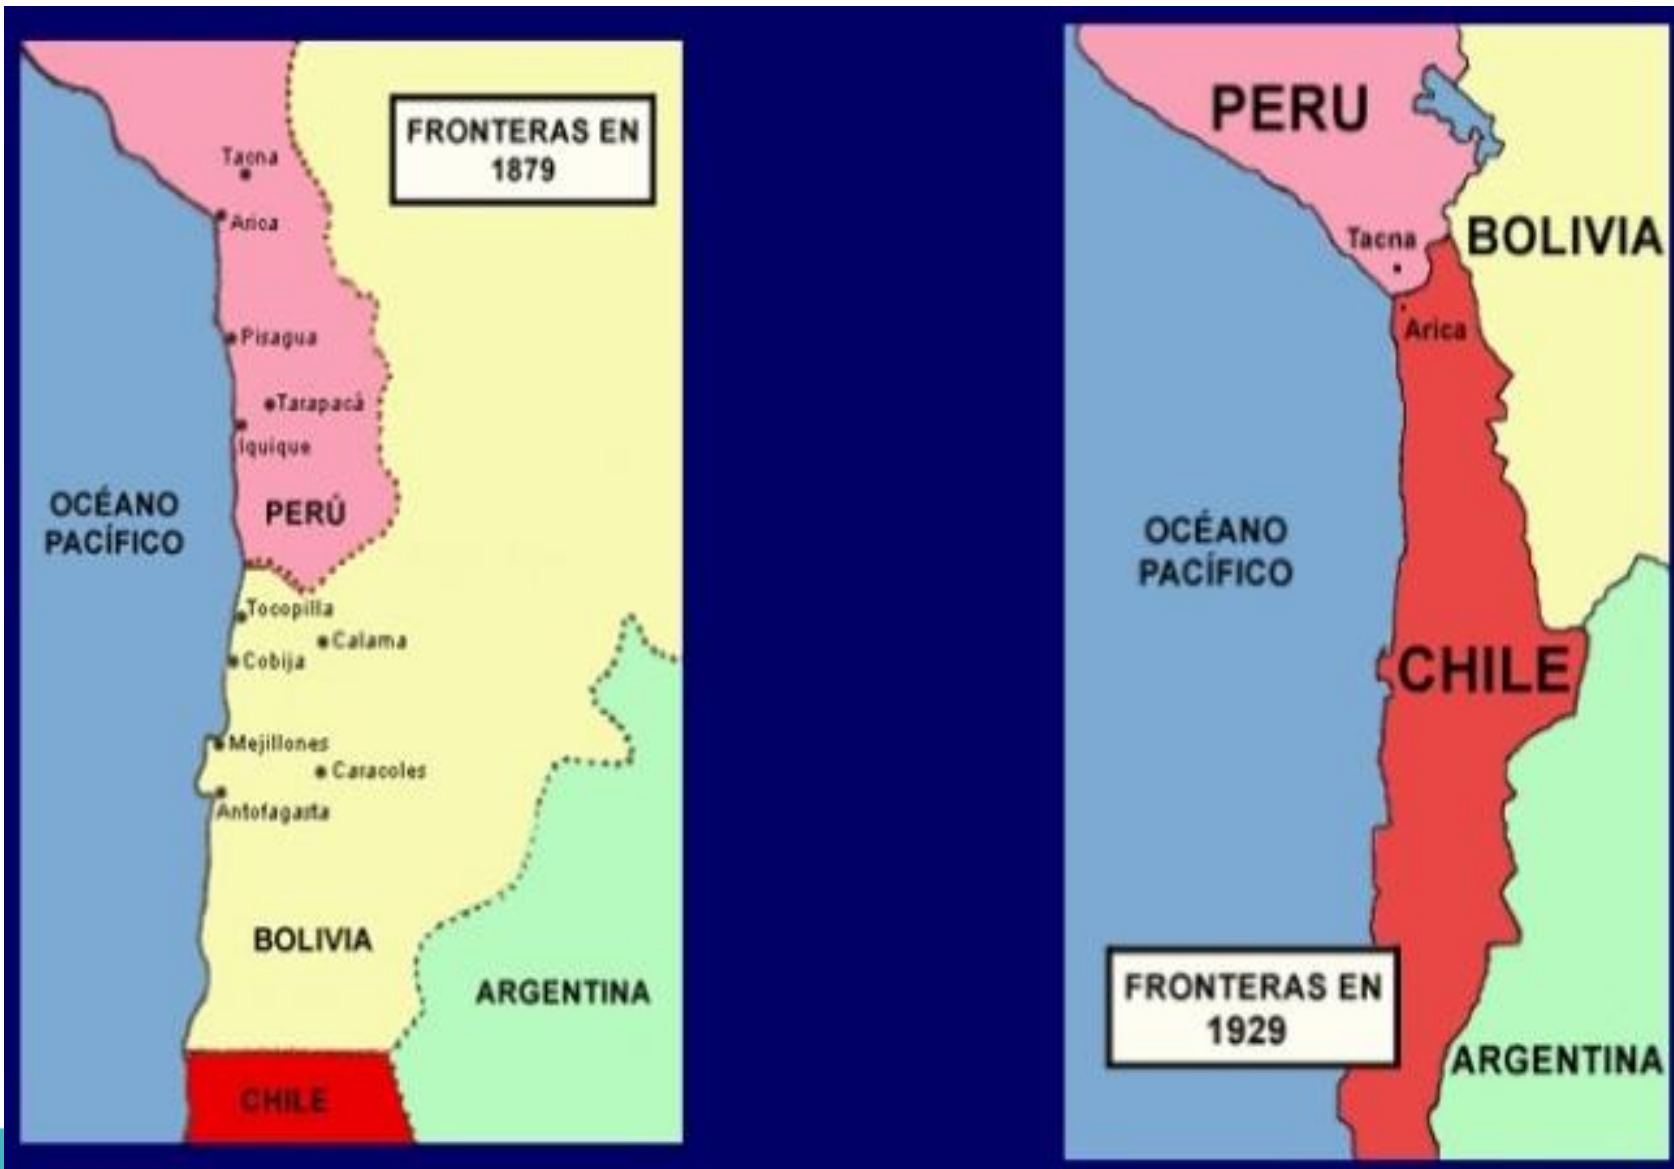 FRONTERAS EN
1879
Tacna
Arica
Pisagua
Tarapacá
Iquique
OCÉANO
PACÍFICO
PERÚ
Tocopilla
Calama
Cobija
Mejillones
Caracoles
Antofagasta
BOLIVIA
ARGENTINA
CHILE
PERU
BOLIVIA
Tacna
Arica
OCÉANO
PACÍFICO
CHILE
FRONTERAS EN
1929
ARGENTINA